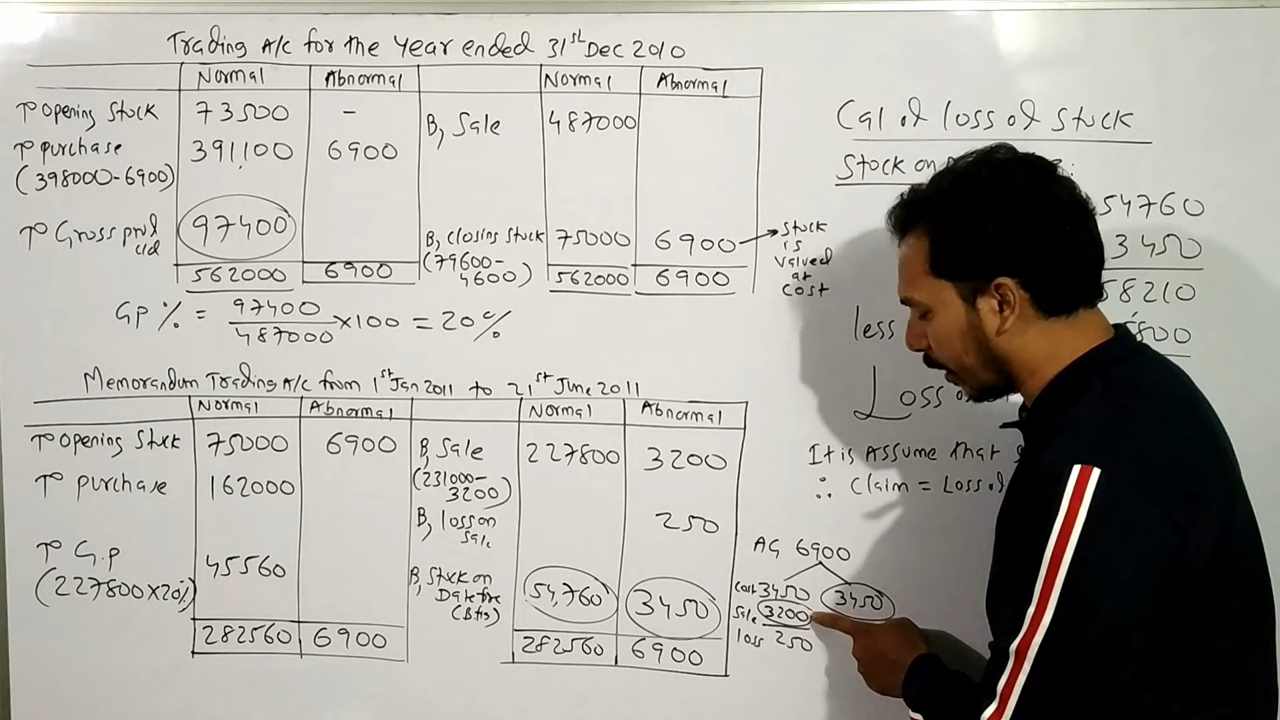 Trading A/C for the Year ended 31st Dec 2010
Normal Abnormal Normal Abnormal
To Opening Stock 73500 - By Sale 487000
To purchase 391100 6900
(398000-6900)
To Gross prof c/d 97400 By closing stock 75000 6900 → Stock is valued at cost
(79600-4600)
562000 6900 562000 6900
GP % = 97400/487000 ×100 = 20%
Memorandum Trading A/C from 1st Jan 2011 to 21st June 2011
Normal Abnormal Normal Abnormal
To opening Stock 75000 6900 By Sale 227800 3200
(231000-3200)
To purchase 162000
By loss on Sale 250
To G.P 45560
(227800×20%)
By Stock on Date fire 54,760 3450
282560 6900 282560 6900
Cal of loss of stock
Stock on
54760
3450
58210
less 5800
Loss
It is Assume that
∴ Claim = Loss of
AG 6900
Cost 3450 3450
Sale 3200
loss 250